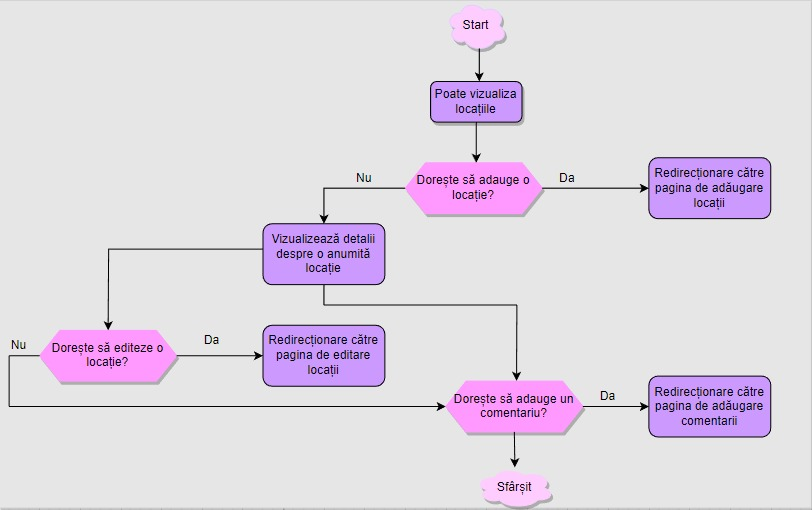 Start
Poate vizualiza
locațiile
Nu
Dorește să adauge o
locație?
Da
Redirecționare către
pagina de adăugare
locații
Vizualizează detalii
despre o anumită
locație
Nu
Dorește să editeze o
locație?
Da
Redirecționare către
pagina de editare
locații
Dorește să adauge un
comentariu?
Da
Redirecționare către
pagina de adăugare
comentarii
Sfârșit